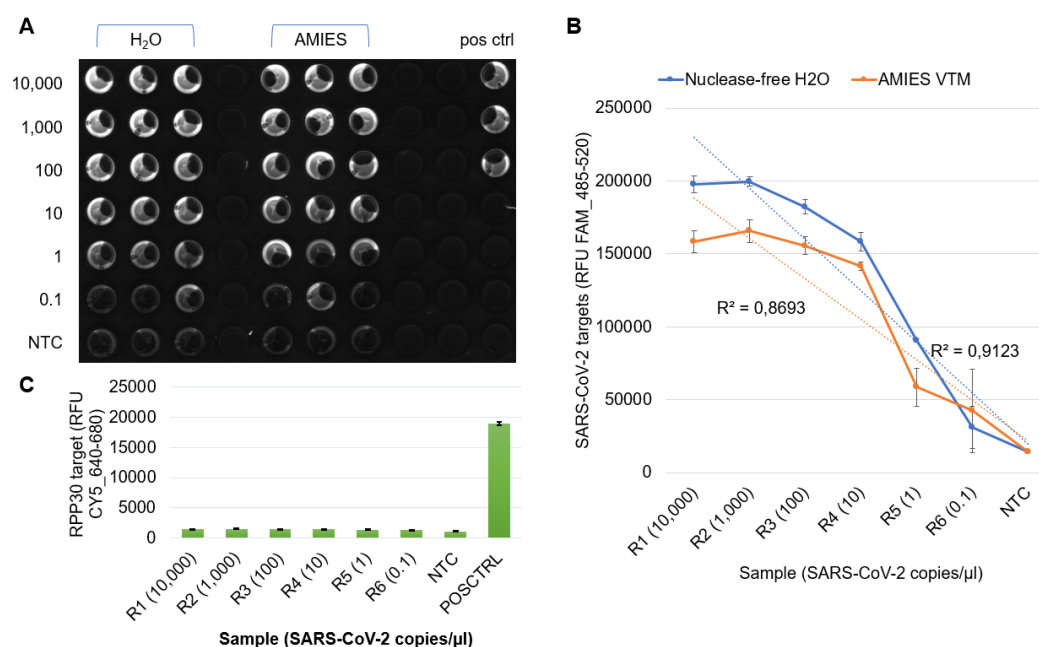 A
H₂O
AMIES
pos ctrl
10,000
1,000
100
10
1
0.1
NTC
B
Nuclease-free H2O
AMIES VTM
SARS-CoV-2 targets (RFU FAM_485-520)
250000
200000
150000
100000
50000
0
R² = 0,8693
R² = 0,9123
R1 (10,000)
R2 (1,000)
R3 (100)
R4 (10)
R5 (1)
R6 (0.1)
NTC
Sample (SARS-CoV-2 copies/µl)
C
RPP30 target (RFU
CY5_640-680)
25000
20000
15000
10000
5000
0
R1 (10,000)
R2 (1,000)
R3 (100)
R4 (10)
R5 (1)
R6 (0.1)
NTC
POSCTRL
Sample (SARS-CoV-2 copies/µl)